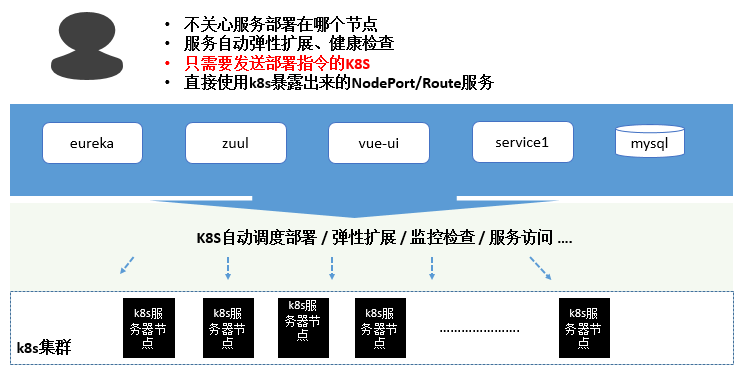 • 不关心服务部署在哪个节点
• 服务自动弹性扩展、健康检查
• 只需要发送部署指令的K8S
• 直接使用k8s暴露出来的NodePort/Route服务
eureka
zuul
vue-ui
service1
mysql
K8S自动调度部署 / 弹性扩展 / 监控检查 / 服务访问 ....
k8s集群
k8s服
务器节
点
k8s服
务器节
点
k8s服
务器节
点
k8s服
务器节
点
………………….
k8s服
务器节
点